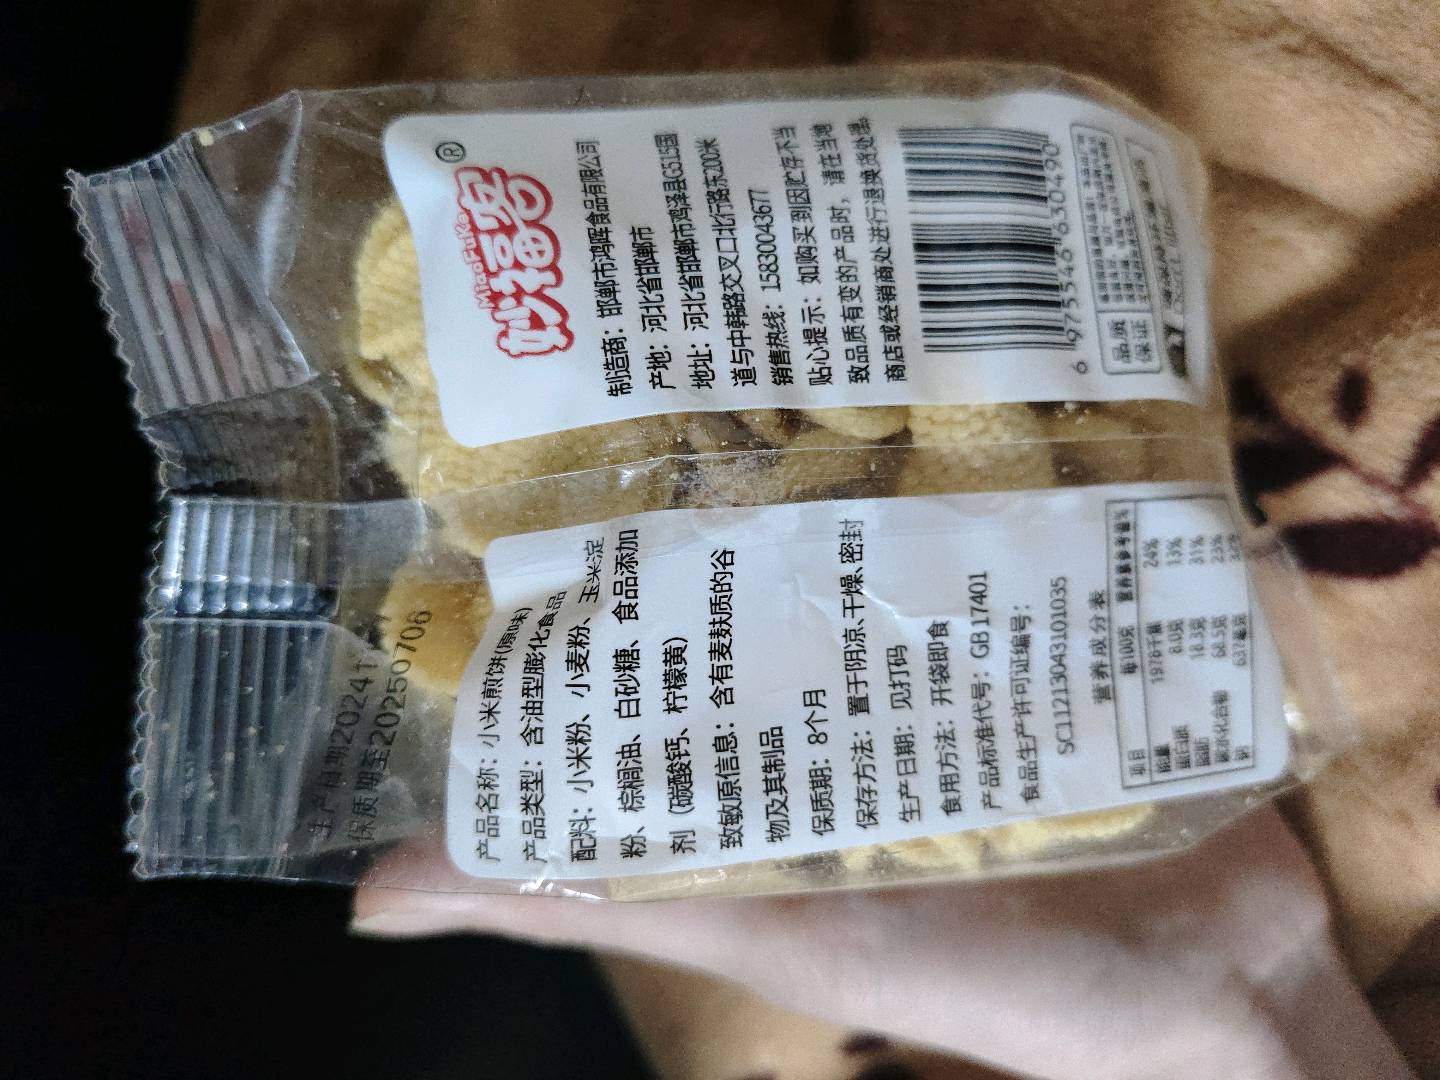 妙福客®
MiaoFuKe
制造商：邯郸市鸿晖食品有限公司
产地：河北省邯郸市
地址：河北省邯郸市鸡泽县G515国
道与中韩路交叉口北行路东200米
销售热线：15830043677
贴心提示：如购买到因贮存不当
致品质有变的产品时，请在当地
商店或经销商处进行退换货处理。
6 975546 630490
品质
保证
生产日期202411
保质期至20250706
产品名称：小米煎饼(原味)
产品类型：含油型膨化食品
配料：小米粉、小麦粉、玉米淀
粉、棕榈油、白砂糖、食品添加
剂（碳酸钙、柠檬黄）
致敏原信息：含有麦麸质的谷
物及其制品
保质期：8个月
保存方法：置于阴凉、干燥、密封
生产日期：见打码
食用方法：开袋即食
产品标准代号：GB17401
食品生产许可证编号：
SC11213043101035
营养成分表
项目 每100克 营养素参考值%
能量 1976千焦 24%
蛋白质 8.0克 13%
脂肪 18.3克 31%
碳水化合物 68.5克 23%
钠 637毫克